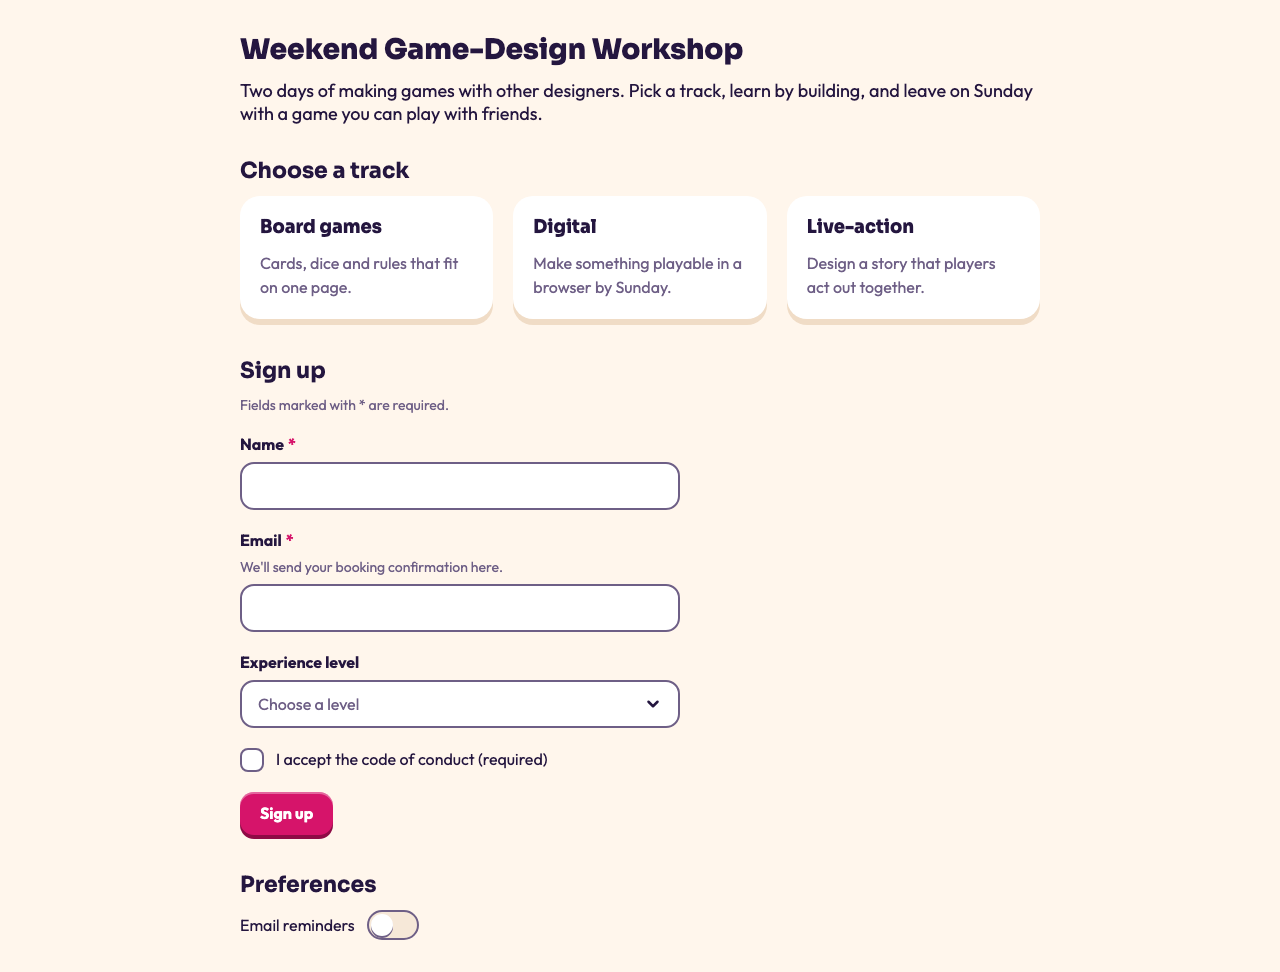 Weekend Game-Design Workshop
Two days of making games with other designers. Pick a track, learn by building, and leave on Sunday
with a game you can play with friends.
Choose a track
Board games
Cards, dice and rules that fit
on one page.
Digital
Make something playable in a
browser by Sunday.
Live-action
Design a story that players
act out together.
Sign up
Fields marked with * are required.
Name *
Email *
We'll send your booking confirmation here.
Experience level
Choose a level
I accept the code of conduct (required)
Sign up
Preferences
Email reminders